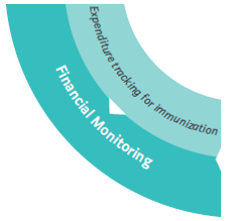 Expenditure tracking for immunization
Financial Monitoring